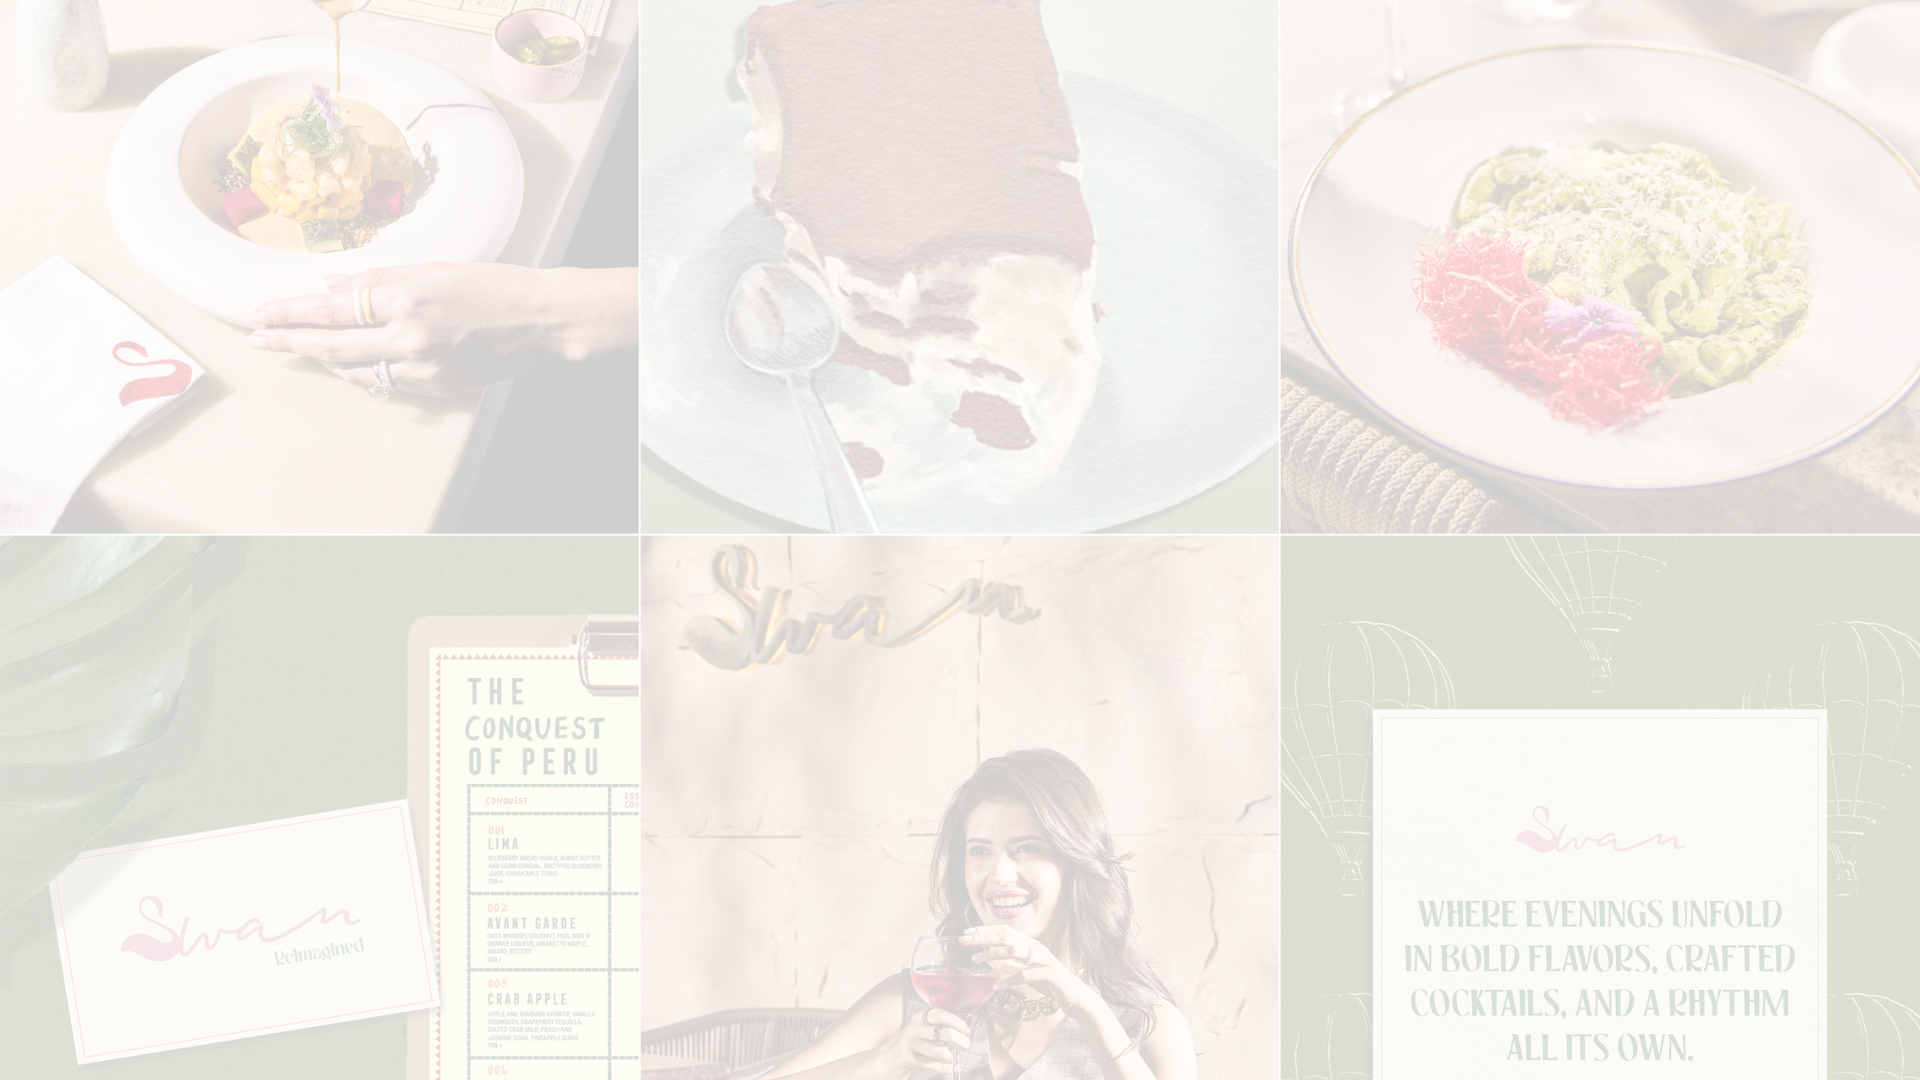 THE
CONQUEST
OF PERU
CONQUEST
001
LIMA
BLUEBERRY BREAD VODKA, BURNT BUTTER
AND CORN CORDIAL, RECTIFIED BLUEBERRY
JUICE, CHAMOMILE TONIC
750
002
AVANT GARDE
OATS WHISKEY, COCONUT, FIGS,
ORANGE LIQUEUR, AMARETTO MAPLE,
AMARO, BITTERS
750
005
CRAB APPLE
APPLE AND RHUBARB APERITIF, VANILLA
VERMOUTH, GRAPEFRUIT TEQUILLA,
SALTED CRAB MILK, PEACH AND
JASMINE SODA, PINEAPPLE SUSHI
750
006
Swan
Reimagined
Swan
Swan
WHERE EVENINGS UNFOLD
IN BOLD FLAVORS, CRAFTED
COCKTAILS, AND A RHYTHM
ALL ITS OWN.